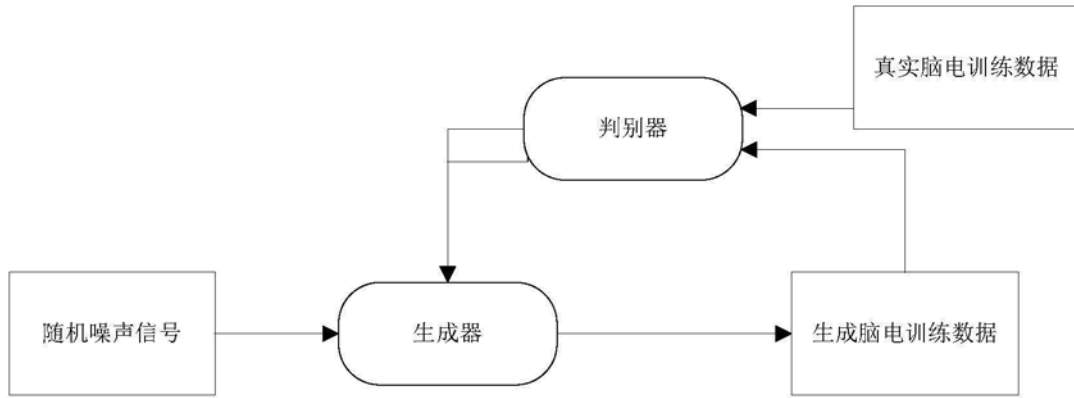 真实脑电训练数据
判别器
随机噪声信号
生成器
生成脑电训练数据